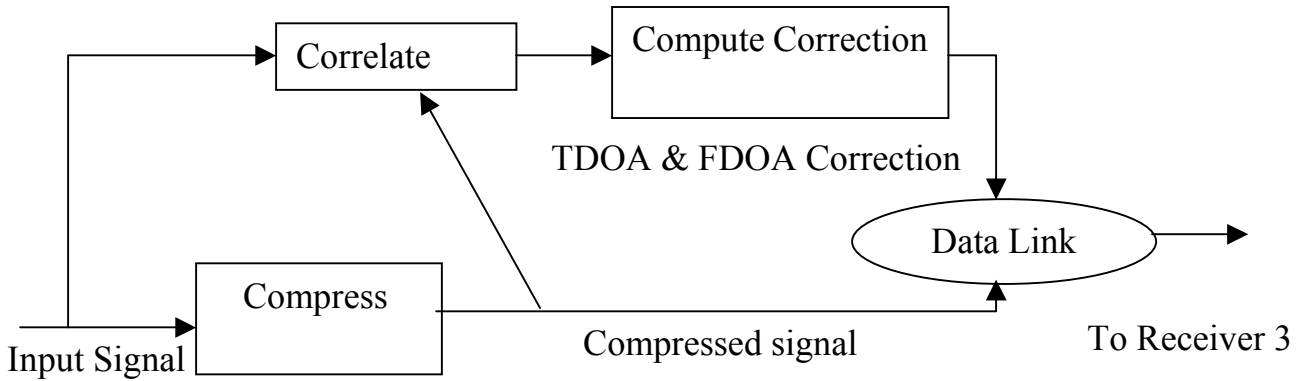 Correlate
Compute Correction
TDOA & FDOA Correction
Data Link
Compress
Input Signal
Compressed signal
To Receiver 3